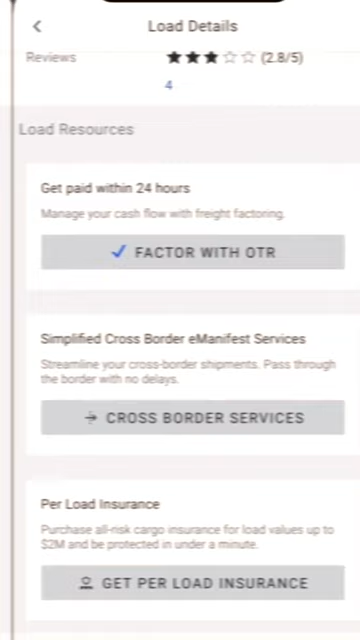 Load Details
Reviews
(2.8/5)
4
Load Resources
Get paid within 24 hours
Manage your cash flow with freight factoring.
FACTOR WITH OTR
Simplified Cross Border eManifest Services
Streamline your cross-border shipments. Pass through
the border with no delays.
CROSS BORDER SERVICES
Per Load Insurance
Purchase all-risk cargo insurance for load values up to
$2M and be protected in under a minute.
GET PER LOAD INSURANCE